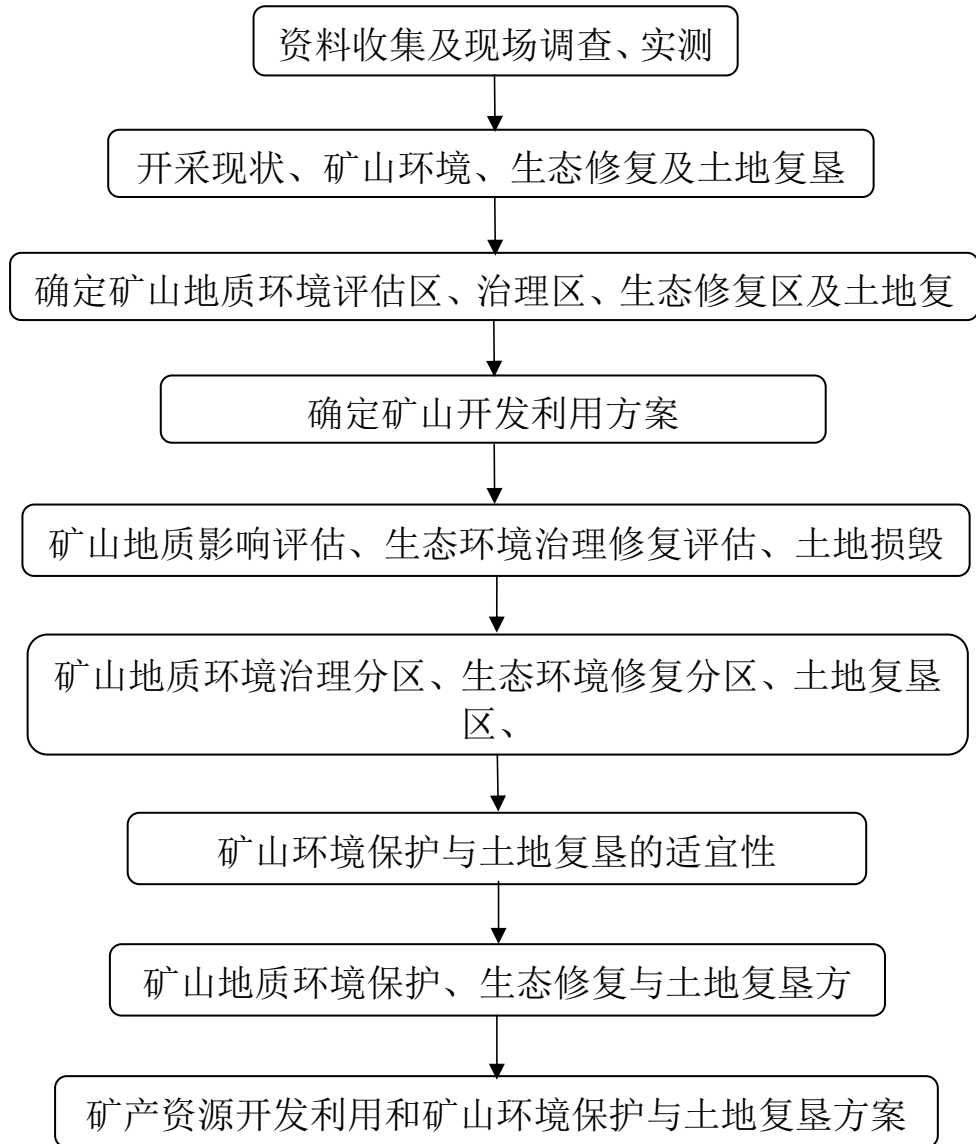 资料收集及现场调查、实测
开采现状、矿山环境、生态修复及土地复垦
确定矿山地质环境评估区、治理区、生态修复区及土地复
确定矿山开发利用方案
矿山地质影响评估、生态环境治理修复评估、土地损毁
矿山地质环境治理分区、生态环境修复分区、土地复垦
区、
矿山环境保护与土地复垦的适宜性
矿山地质环境保护、生态修复与土地复垦方
矿产资源开发利用和矿山环境保护与土地复垦方案